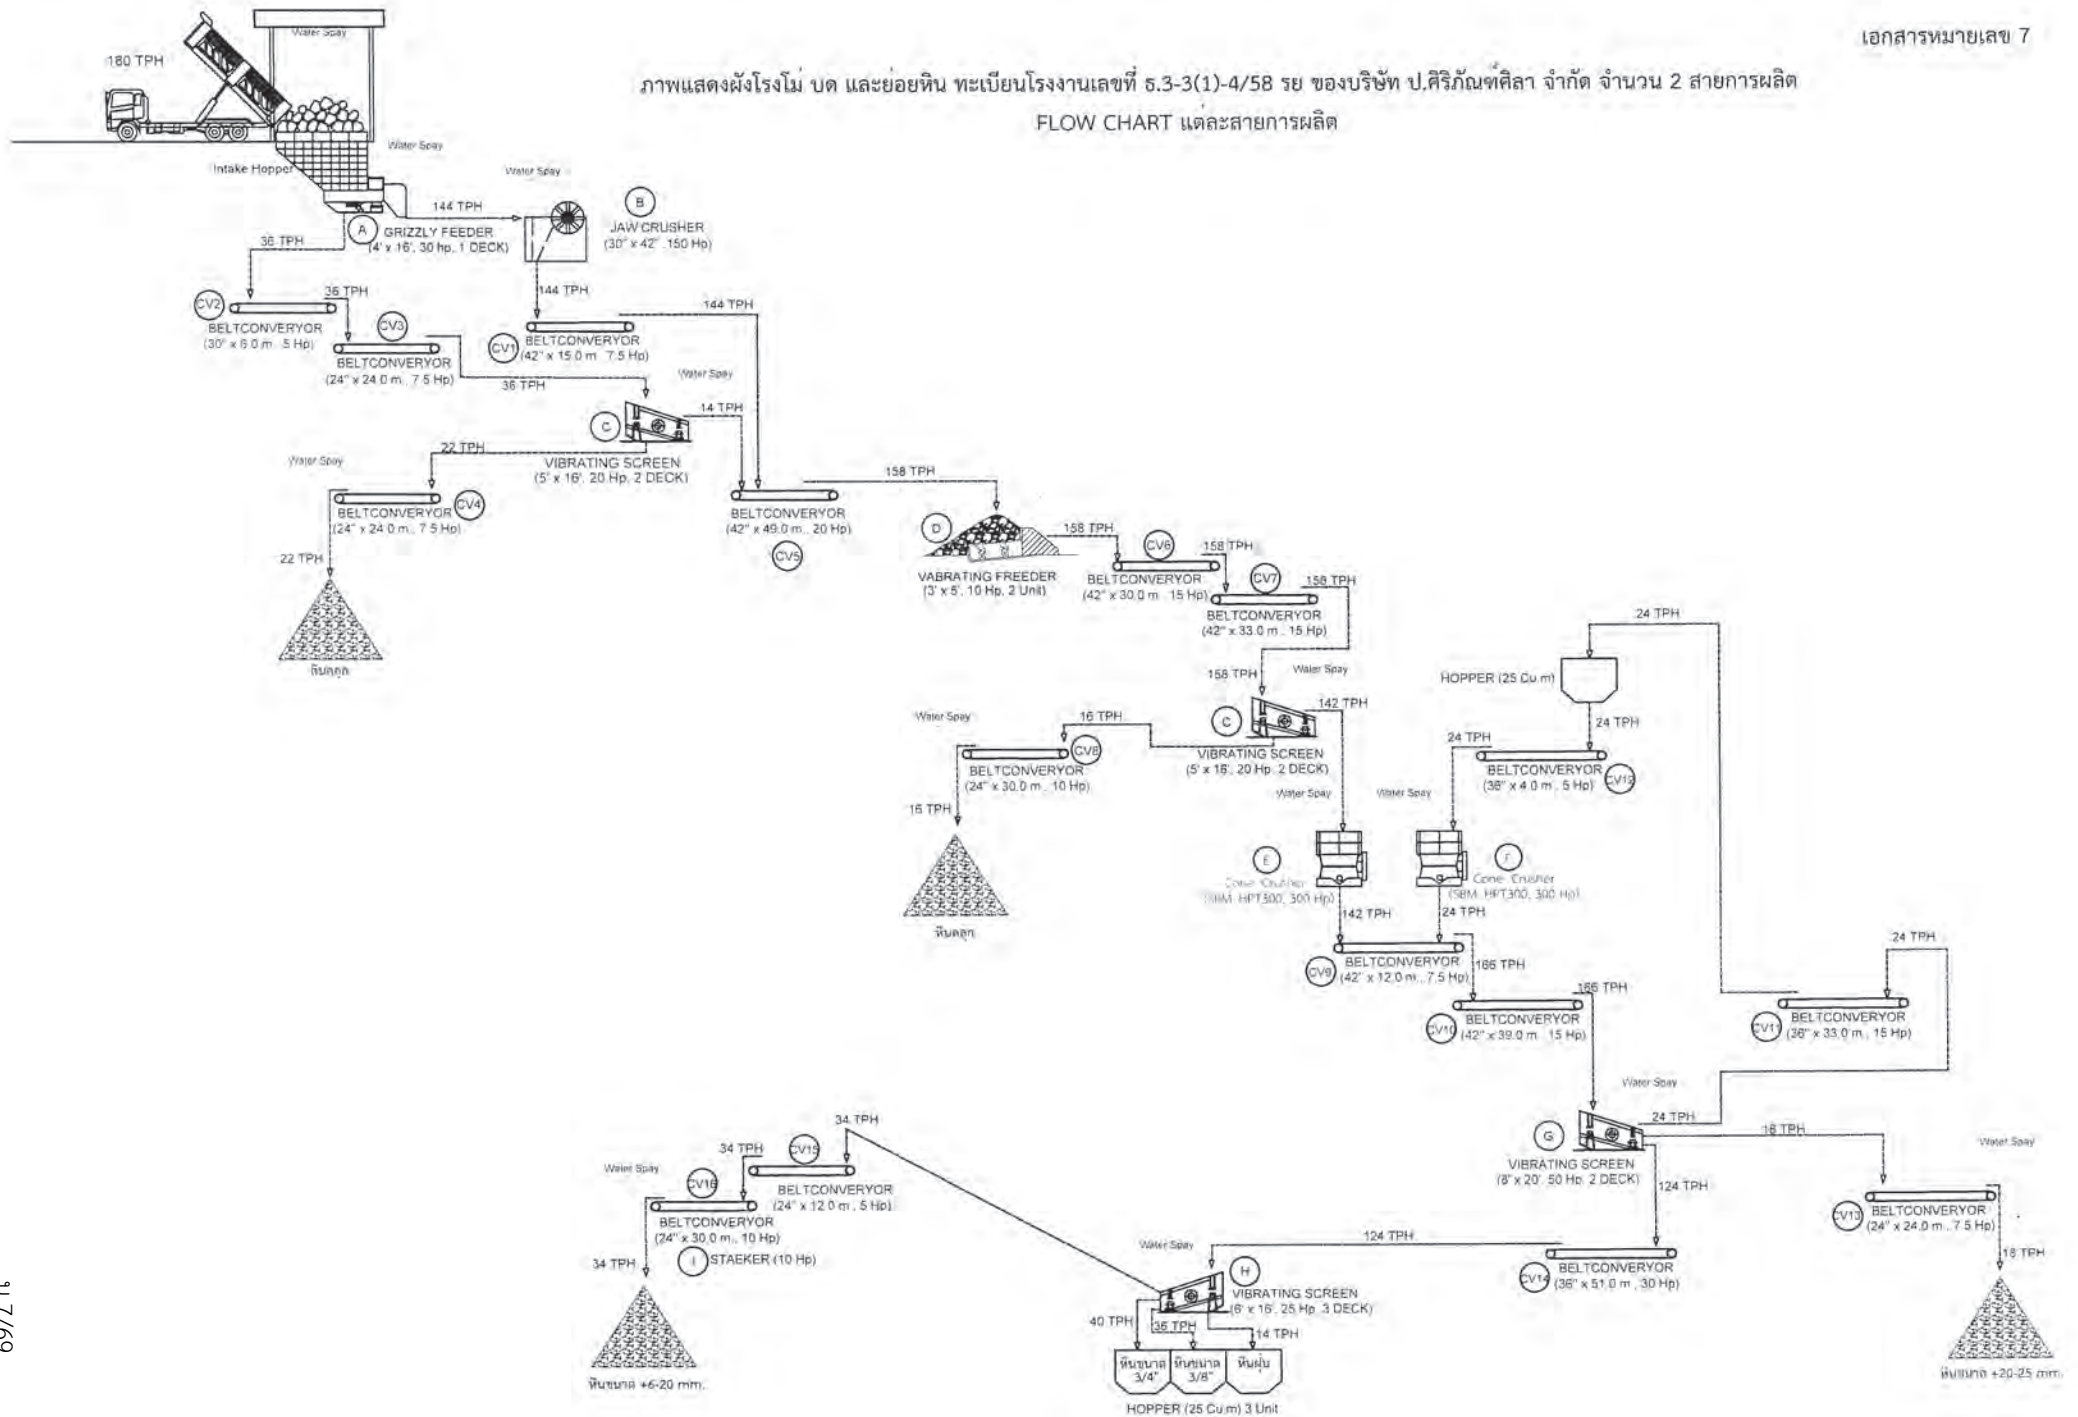 เอกสารหมายเลข 7
ภาพแสดงผังโรงโม่ บด และย่อยหิน ทะเบียนโรงงานเลขที่ ธ.3-3(1)-4/58 รย ของบริษัท ป.ศิริภัณฑ์ศิลา จำกัด จำนวน 2 สายการผลิต
FLOW CHART แต่ละสายการผลิต
Water Spay
180 TPH
Water Spay
Intake Hopper
Water Spay
144 TPH
B
JAW CRUSHER
(30" x 42" .150 Hp)
A
GRIZZLY FEEDER
(4' x 16', 30 hp, 1 DECK)
36 TPH
36 TPH
144 TPH
144 TPH
CV2
BELTCONVERYOR
(30" x 6.0 m . 5 Hp)
CV3
BELTCONVERYOR
(24" x 24.0 m . 7.5 Hp)
CV1
BELTCONVERYOR
(42" x 15.0 m . 7.5 Hp)
36 TPH
Water Spay
14 TPH
C
VIBRATING SCREEN
(5' x 16', 20 Hp, 2 DECK)
22 TPH
Water Spay
CV4
BELTCONVERYOR
(24" x 24.0 m . 7.5 Hp)
22 TPH
หินคลุก
BELTCONVERYOR
(42" x 49.0 m . 20 Hp)
CV5
158 TPH
D
VABRATING FREEDER
(3' x 5', 10 Hp, 2 Unit)
158 TPH
CV6
BELTCONVERYOR
(42" x 30.0 m . 15 Hp)
158 TPH
CV7
BELTCONVERYOR
(42" x 33.0 m . 15 Hp)
158 TPH
158 TPH
Water Spay
24 TPH
HOPPER (25 Cu.m)
24 TPH
24 TPH
BELTCONVERYOR
(36" x 4.0 m . 5 Hp)
CV12
142 TPH
C
VIBRATING SCREEN
(5' x 16', 20 Hp. 2 DECK)
16 TPH
Water Spay
CV8
BELTCONVERYOR
(24" x 30.0 m . 10 Hp)
16 TPH
หินคลุก
Water Spay
Water Spay
E
Cone Crusher
(SBM. HPT300, 300 Hp)
F
Cone Crusher
(SBM. HPT300, 300 Hp)
142 TPH
24 TPH
CV9
BELTCONVERYOR
(42" x 12.0 m . 7.5 Hp)
166 TPH
CV10
BELTCONVERYOR
(42" x 39.0 m . 15 Hp)
166 TPH
24 TPH
CV11
BELTCONVERYOR
(36" x 33.0 m . 15 Hp)
Water Spay
24 TPH
G
VIBRATING SCREEN
(8' x 20', 50 Hp, 2 DECK)
18 TPH
Water Spay
124 TPH
CV13
BELTCONVERYOR
(24" x 24.0 m . 7.5 Hp)
18 TPH
หินขนาด +20-25 mm.
CV14
BELTCONVERYOR
(36" x 51.0 m . 30 Hp)
124 TPH
Water Spay
H
VIBRATING SCREEN
(6' x 16', 25 Hp, 3 DECK)
34 TPH
CV15
BELTCONVERYOR
(24" x 12.0 m . 5 Hp)
34 TPH
Water Spay
CV16
BELTCONVERYOR
(24" x 30.0 m . 10 Hp)
I
STAEKER (10 Hp)
34 TPH
หินขนาด +6-20 mm.
40 TPH
36 TPH
14 TPH
หินขนาด 3/4"
หินขนาด 3/8"
หินฝุ่น
HOPPER (25 Cu.m) 3 Unit